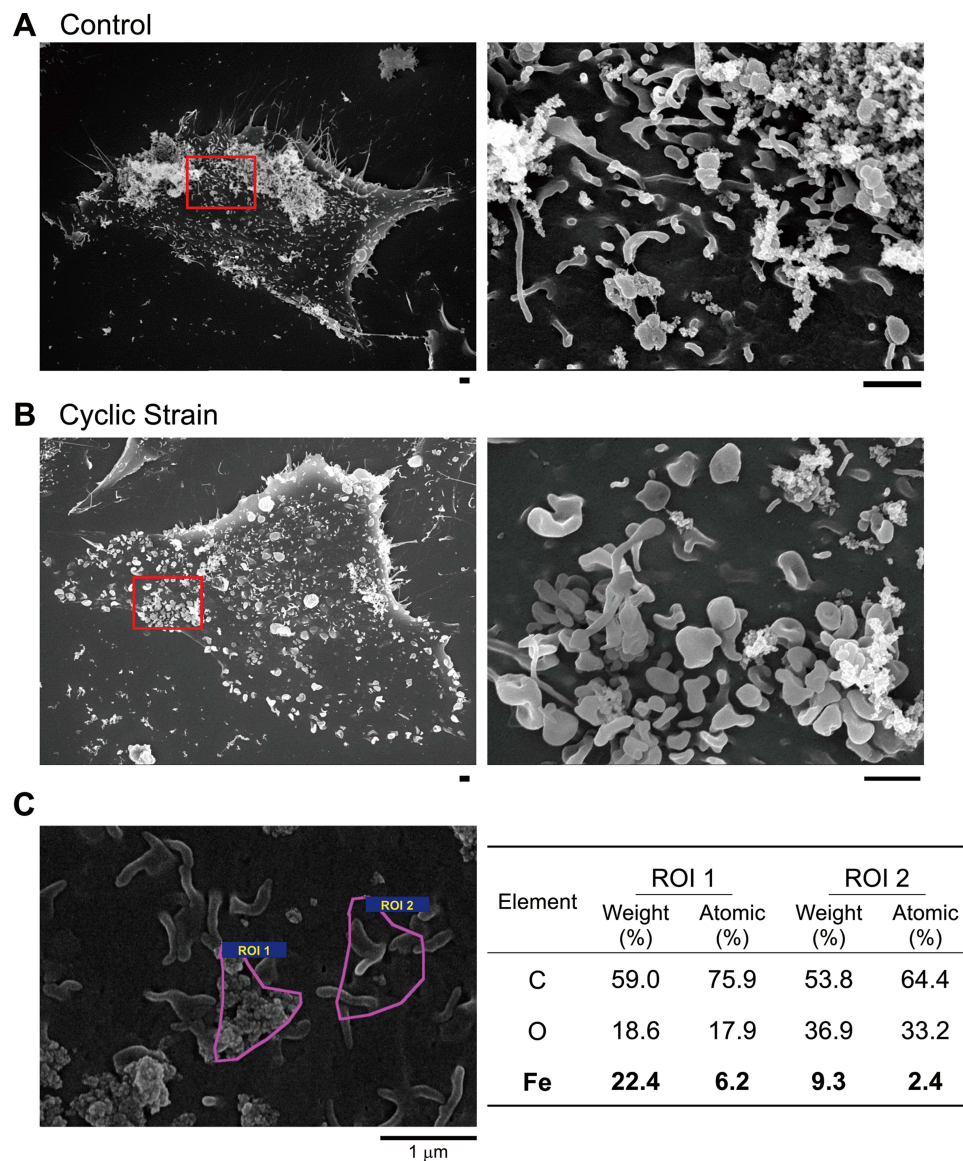 A Control
B Cyclic Strain
C
ROI 1
ROI 2
1 μm
Element ROI 1 ROI 2
Weight (%) Atomic (%) Weight (%) Atomic (%)
C 59.0 75.9 53.8 64.4
O 18.6 17.9 36.9 33.2
Fe 22.4 6.2 9.3 2.4